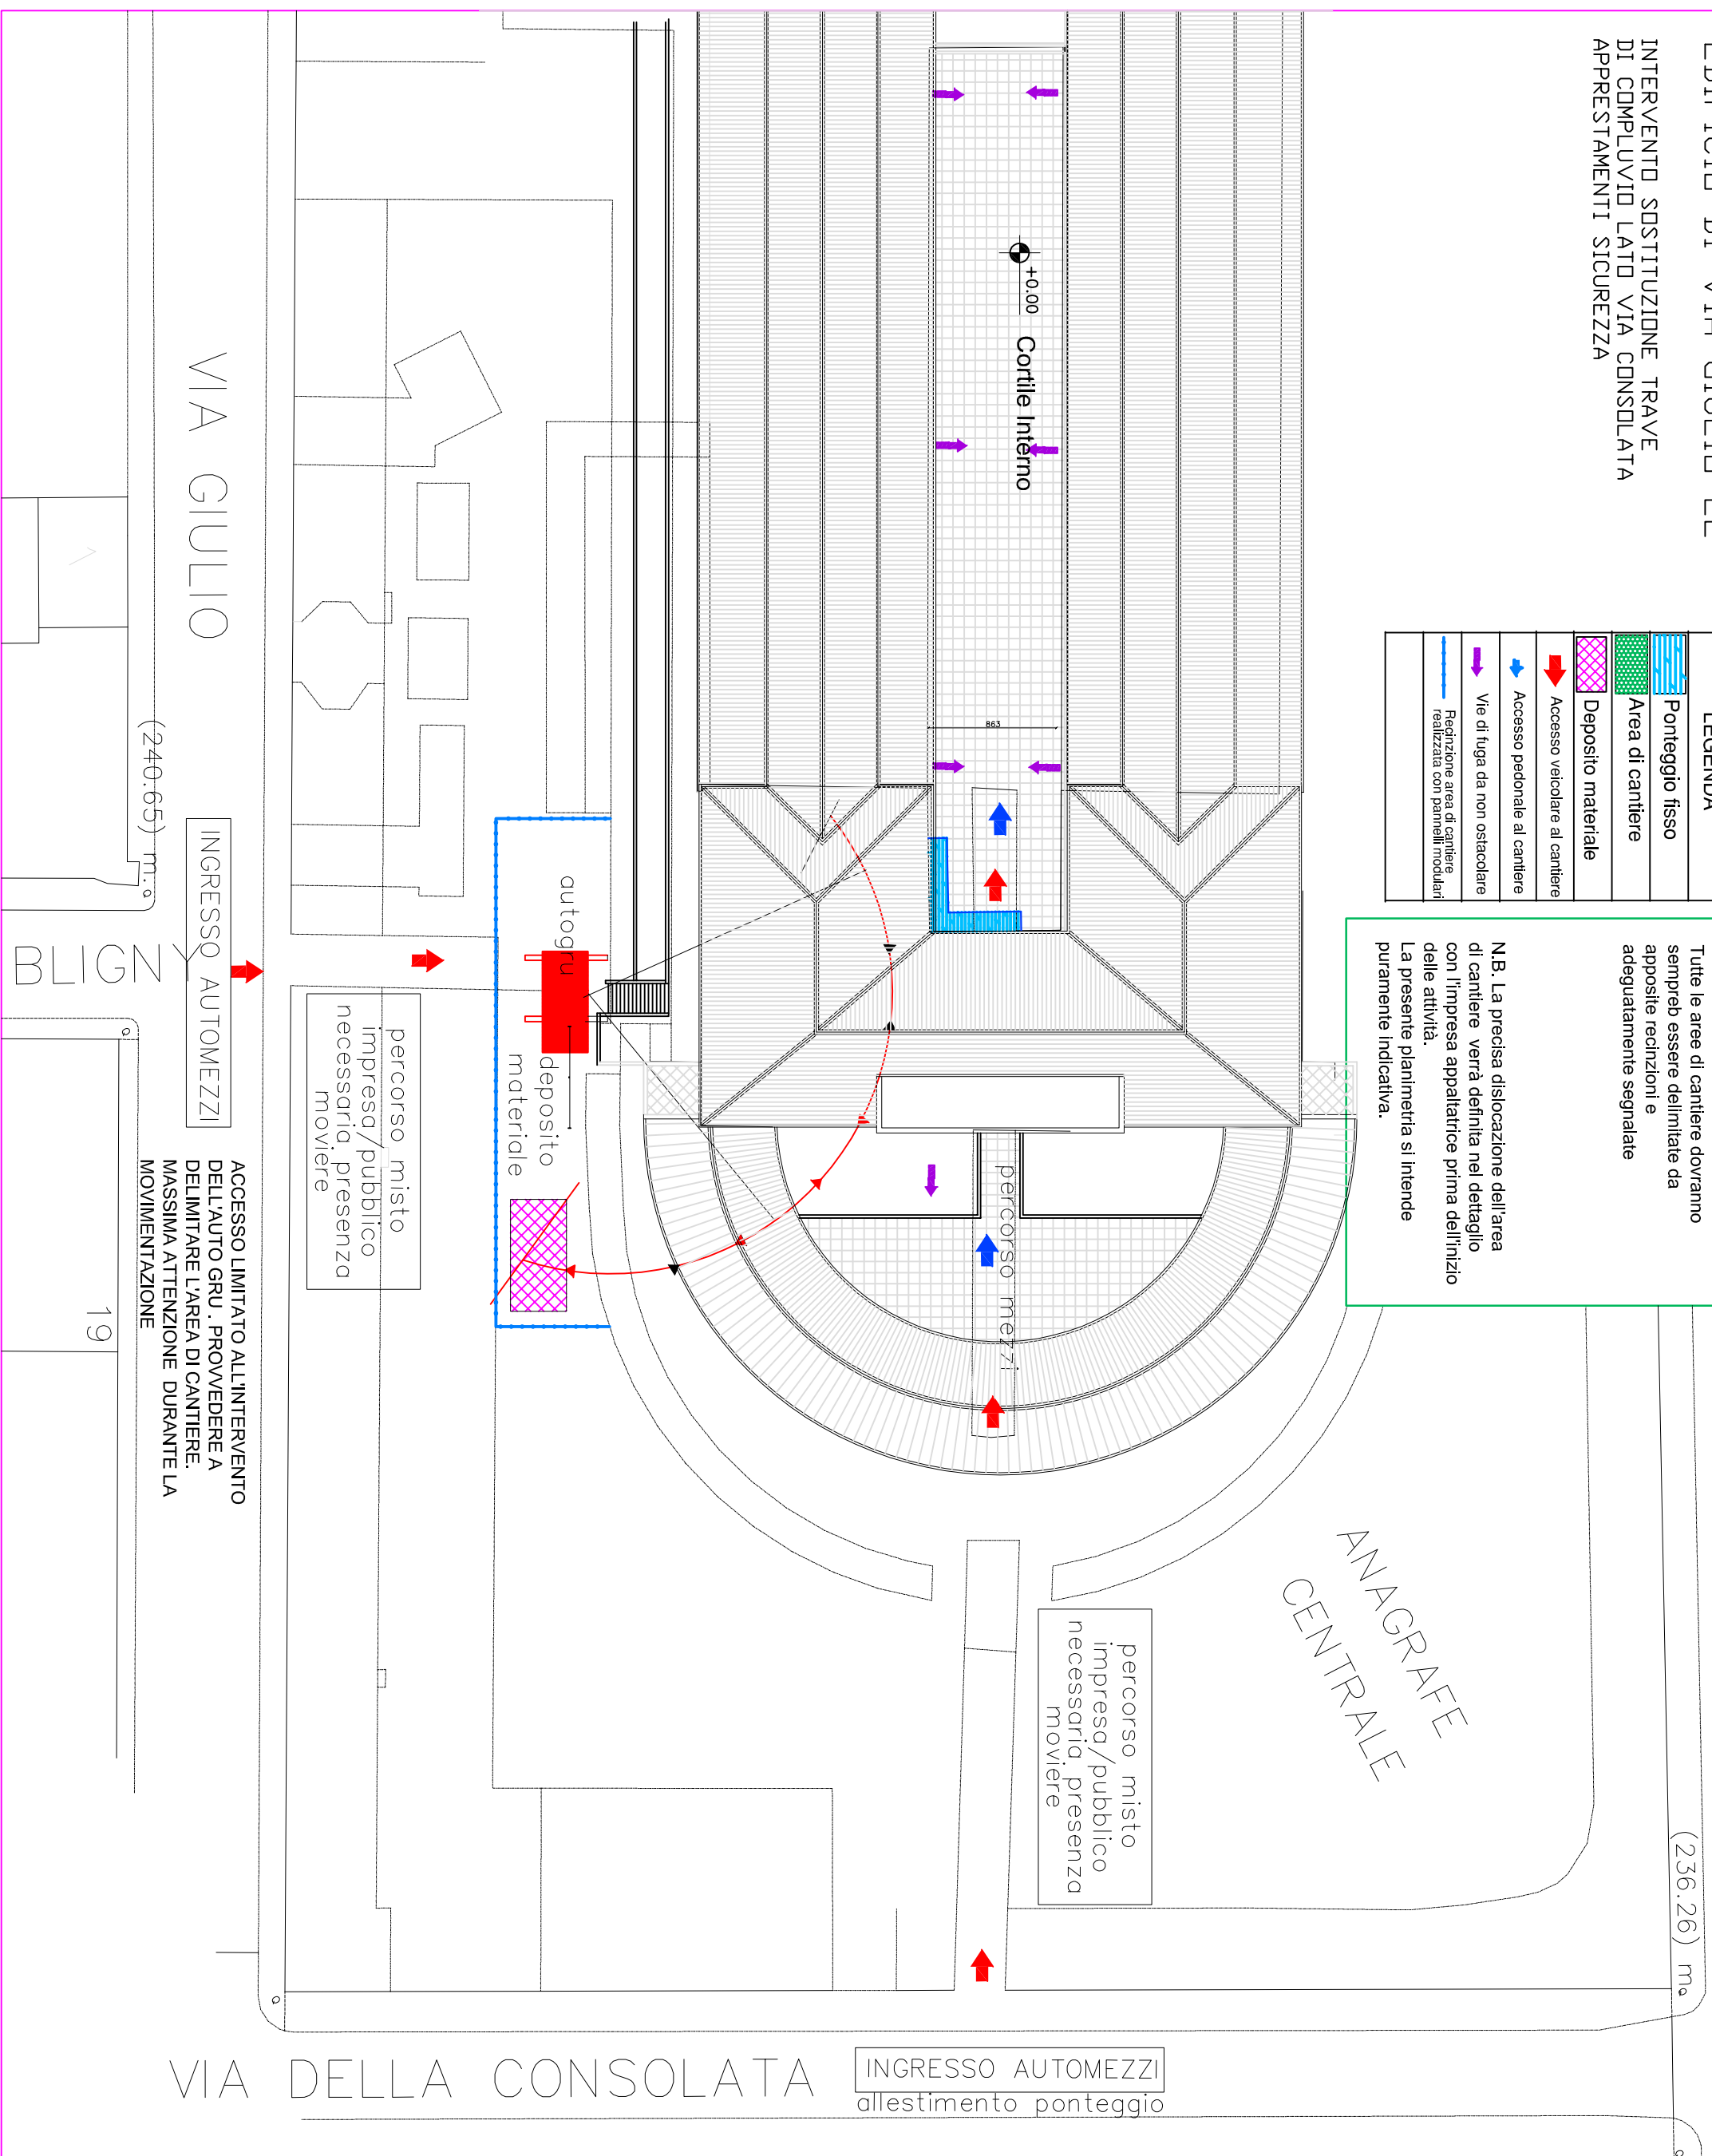 INTERVENTO SOSTITUZIONE TRAVE
DI COMPLUVIO LATO VIA CONSOLATA
APPRESTAMENTI SICUREZZA
LEGENDA
Ponteggio fisso
Area di cantiere
Deposito materiale
Accesso veicolare al cantiere
Accesso pedonale al cantiere
Vie di fuga da non ostacolare
Recinzione area di cantiere
realizzata con pannelli modulari
Tutte le aree di cantiere dovranno
sempreb essere delimitate da
apposite recinzioni e
adeguatamente segnalate
N.B. La precisa dislocazione dell'area
di cantiere verrà definita nel dettaglio
con l'impresa appaltatrice prima dell'inizio
delle attività.
La presente planimetria si intende
puramente indicativa.
+0.00
Cortile Interno
863
percorso mezzi
autogru
deposito
materiale
percorso misto
impresa/pubblico
necessaria presenza
moviere
percorso misto
impresa/pubblico
necessaria presenza
moviere
ANAGRAFE
CENTRALE
(236.26) m.
VIA GIULIO
(240.65) m.
INGRESSO AUTOMEZZI
BLIGNY
ACCESSO LIMITATO ALL'INTERVENTO
DELL'AUTO GRU . PROVVEDERE A
DELIMITARE L'AREA DI CANTIERE.
MASSIMA ATTENZIONE DURANTE LA
MOVIMENTAZIONE
19
VIA DELLA CONSOLATA
INGRESSO AUTOMEZZI
allestimento ponteggio